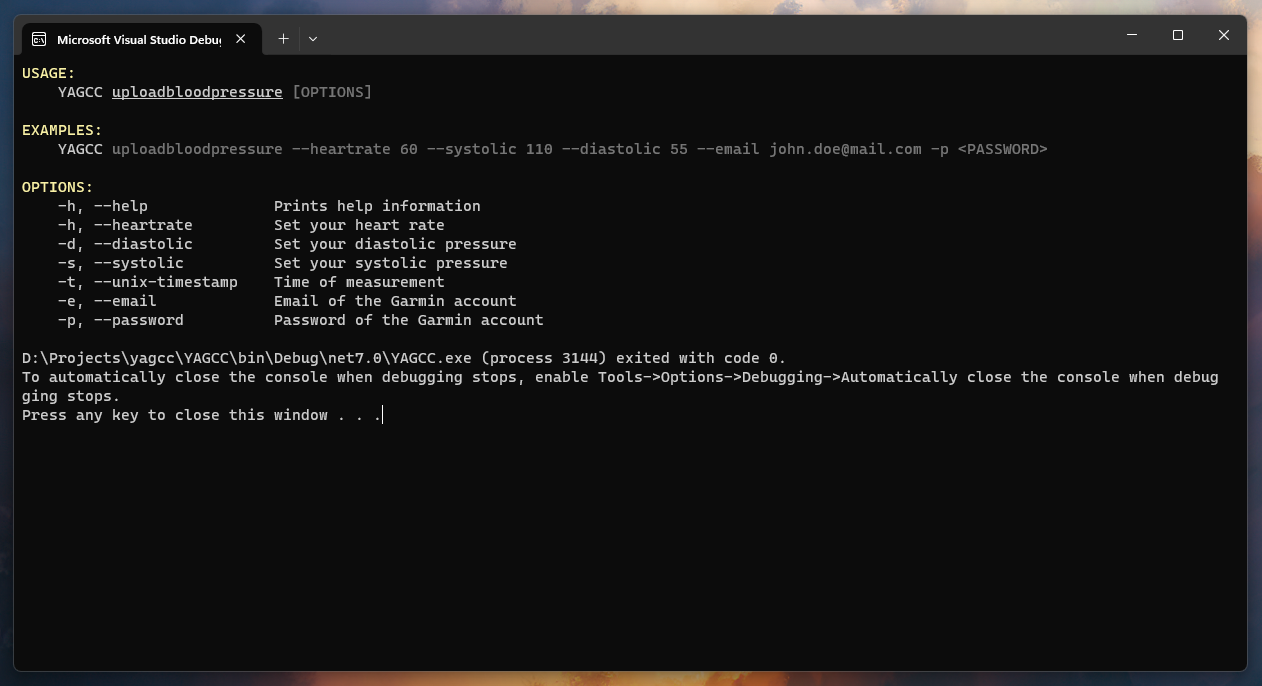 Microsoft Visual Studio Debu
USAGE:
    YAGCC uploadbloodpressure [OPTIONS]
EXAMPLES:
    YAGCC uploadbloodpressure --heartrate 60 --systolic 110 --diastolic 55 --email john.doe@mail.com -p <PASSWORD>
OPTIONS:
    -h, --help              Prints help information
    -h, --heartrate         Set your heart rate
    -d, --diastolic         Set your diastolic pressure
    -s, --systolic          Set your systolic pressure
    -t, --unix-timestamp    Time of measurement
    -e, --email             Email of the Garmin account
    -p, --password          Password of the Garmin account
D:\Projects\yagcc\YAGCC\bin\Debug\net7.0\YAGCC.exe (process 3144) exited with code 0.
To automatically close the console when debugging stops, enable Tools->Options->Debugging->Automatically close the console when debug
ging stops.
Press any key to close this window . . .